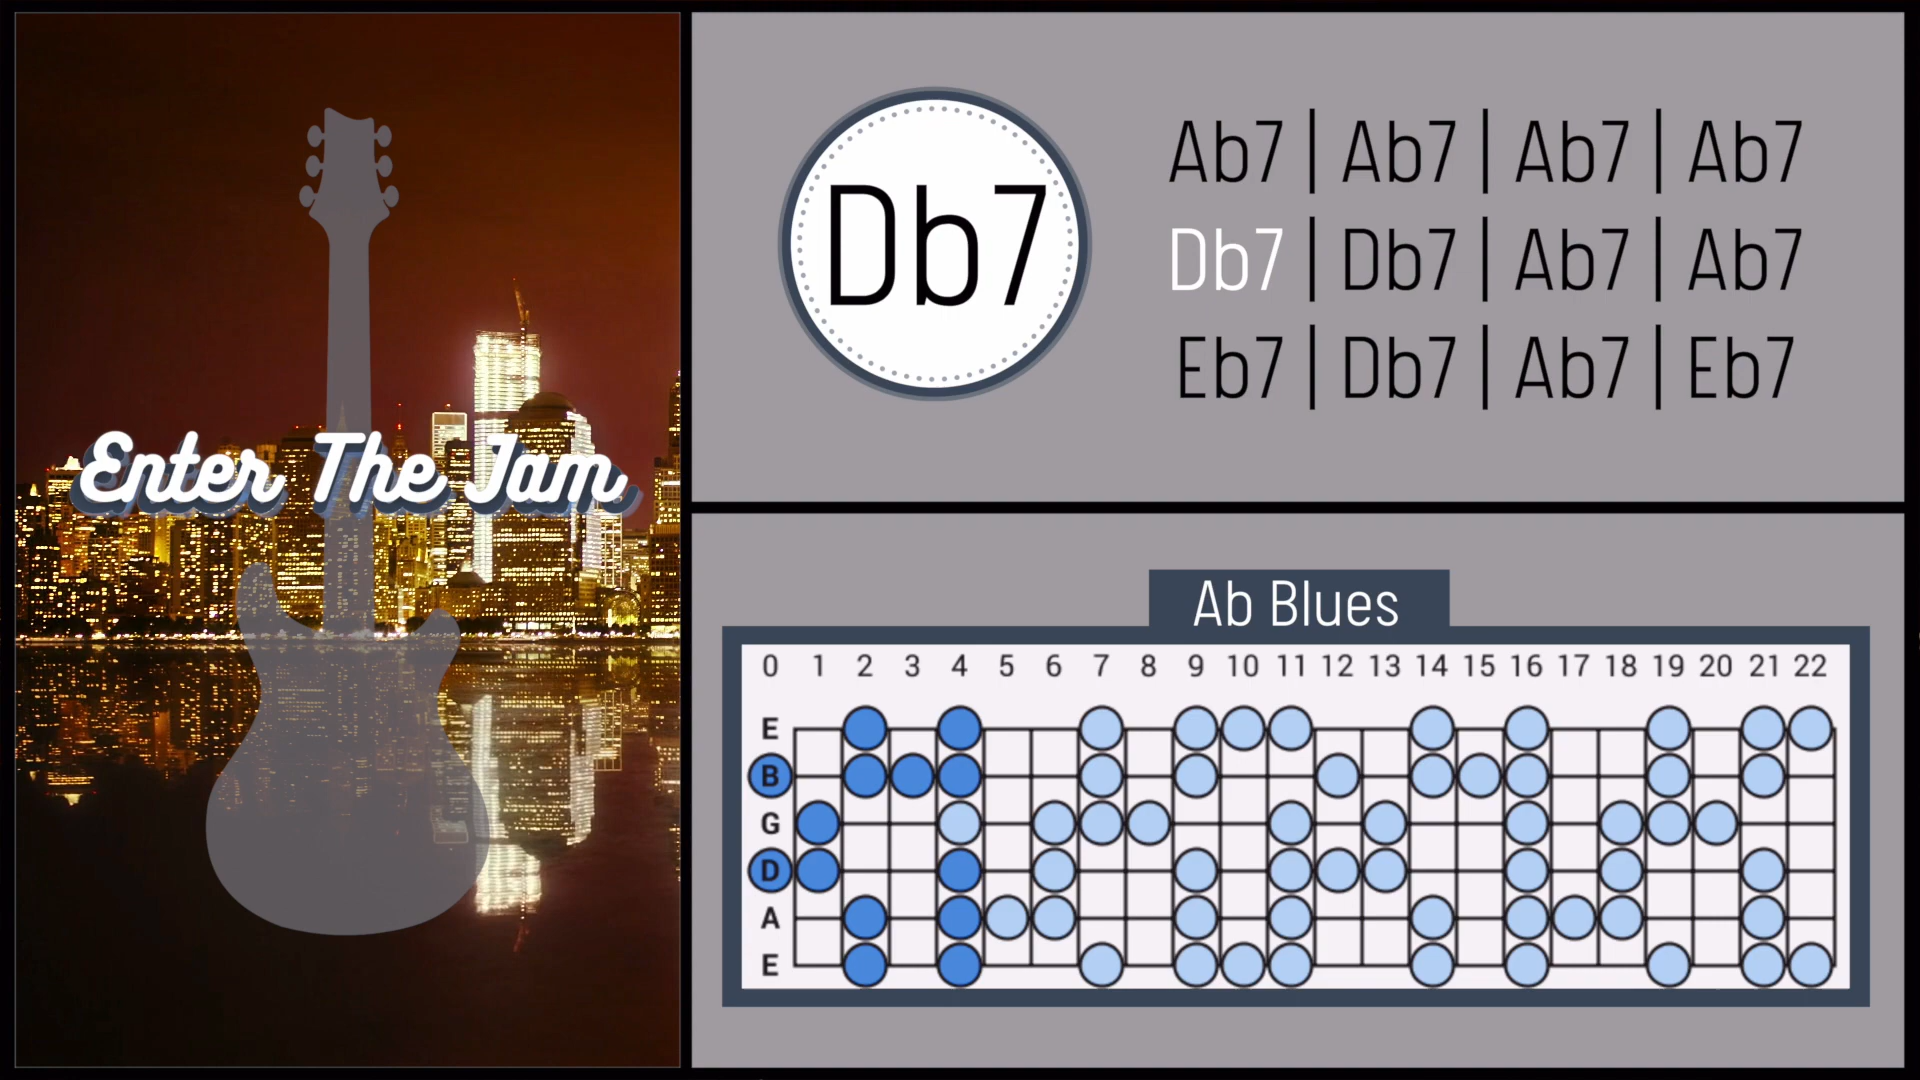 Enter The Jam
Db7
Ab7 | Ab7 | Ab7 | Ab7
Db7 | Db7 | Ab7 | Ab7
Eb7 | Db7 | Ab7 | Eb7
Ab Blues
0 1 2 3 4 5 6 7 8 9 10 11 12 13 14 15 16 17 18 19 20 21 22
E
B
G
D
A
E